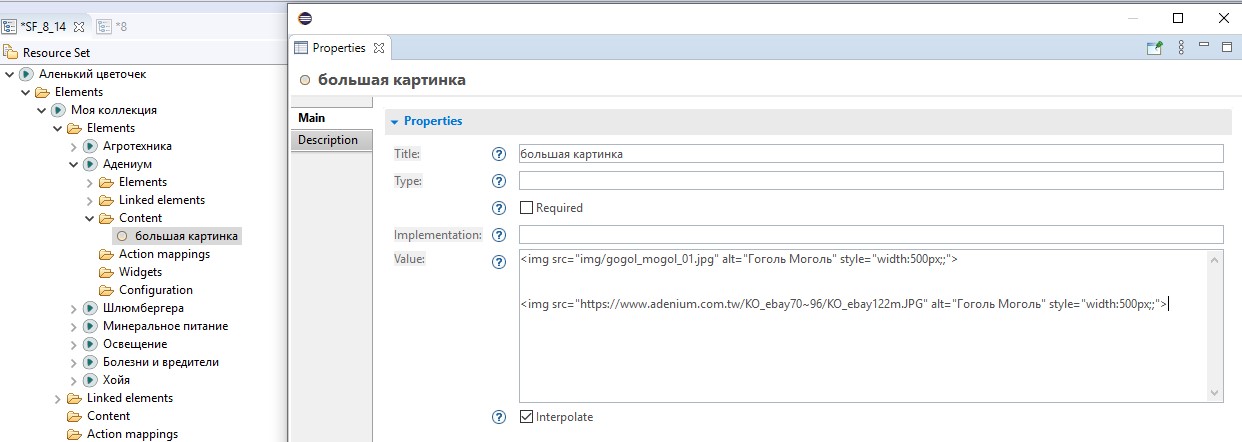 *SF_8_14
*8
Resource Set
Аленький цветочек
Elements
Моя коллекция
Elements
Агротехника
Адениум
Elements
Linked elements
Content
большая картинка
Action mappings
Widgets
Configuration
Шлюмбергера
Минеральное питание
Освещение
Болезни и вредители
Хойя
Linked elements
Content
Action mappings
Properties
большая картинка
Main
Description
Properties
Title:
большая картинка
Type:
Required
Implementation:
Value:
<img src="img/gogol_mogol_01.jpg" alt="Гоголь Моголь" style="width:500px;;">
<img src="https://www.adenium.com.tw/KO_ebay70~96/KO_ebay122m.JPG" alt="Гоголь Моголь" style="width:500px;;">
Interpolate